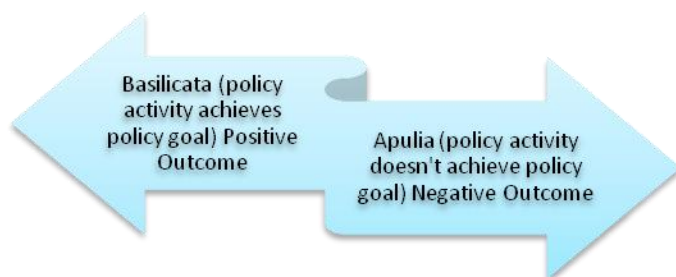 Basilicata (policy
activity achieves
policy goal) Positive
Outcome
Apulia (policy activity
doesn't achieve policy
goal) Negative Outcome